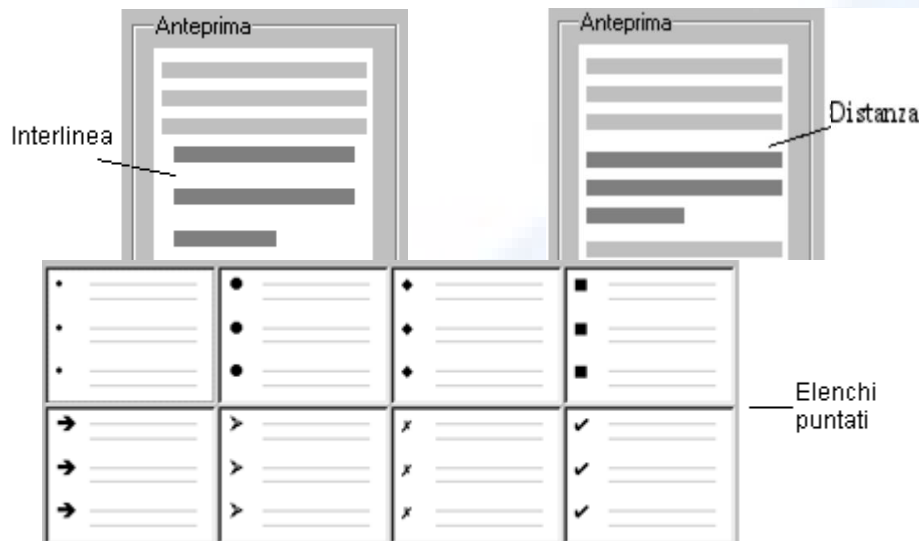 Anteprima
Anteprima
Interlinea
Distanza
Elenchi
puntati